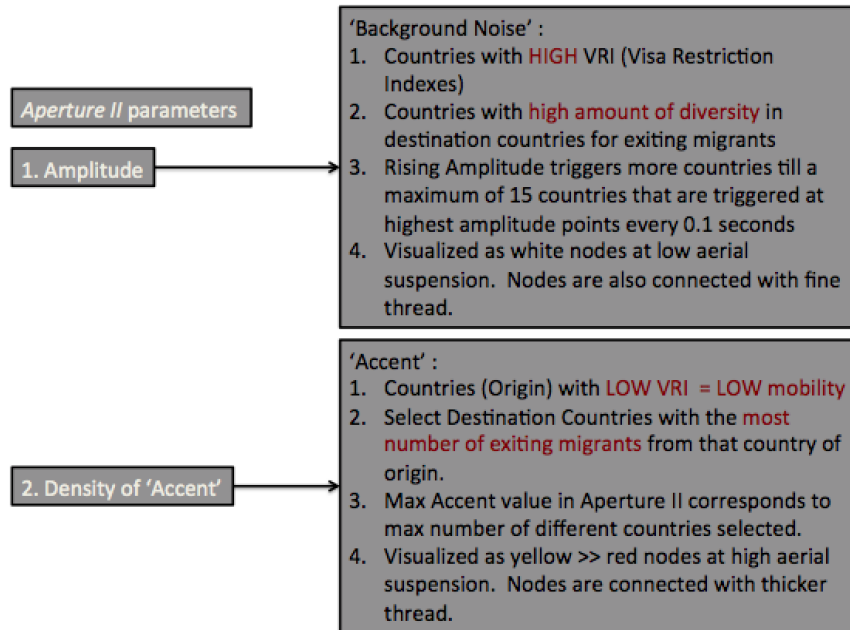 Aperture II parameters
1. Amplitude
‘Background Noise’ :
1. Countries with HIGH VRI (Visa Restriction
Indexes)
2. Countries with high amount of diversity in
destination countries for exiting migrants
3. Rising Amplitude triggers more countries till a
maximum of 15 countries that are triggered at
highest amplitude points every 0.1 seconds
4. Visualized as white nodes at low aerial
suspension. Nodes are also connected with fine
thread.
2. Density of ‘Accent’
‘Accent’ :
1. Countries (Origin) with LOW VRI = LOW mobility
2. Select Destination Countries with the most
number of exiting migrants from that country of
origin.
3. Max Accent value in Aperture II corresponds to
max number of different countries selected.
4. Visualized as yellow >> red nodes at high aerial
suspension. Nodes are connected with thicker
thread.